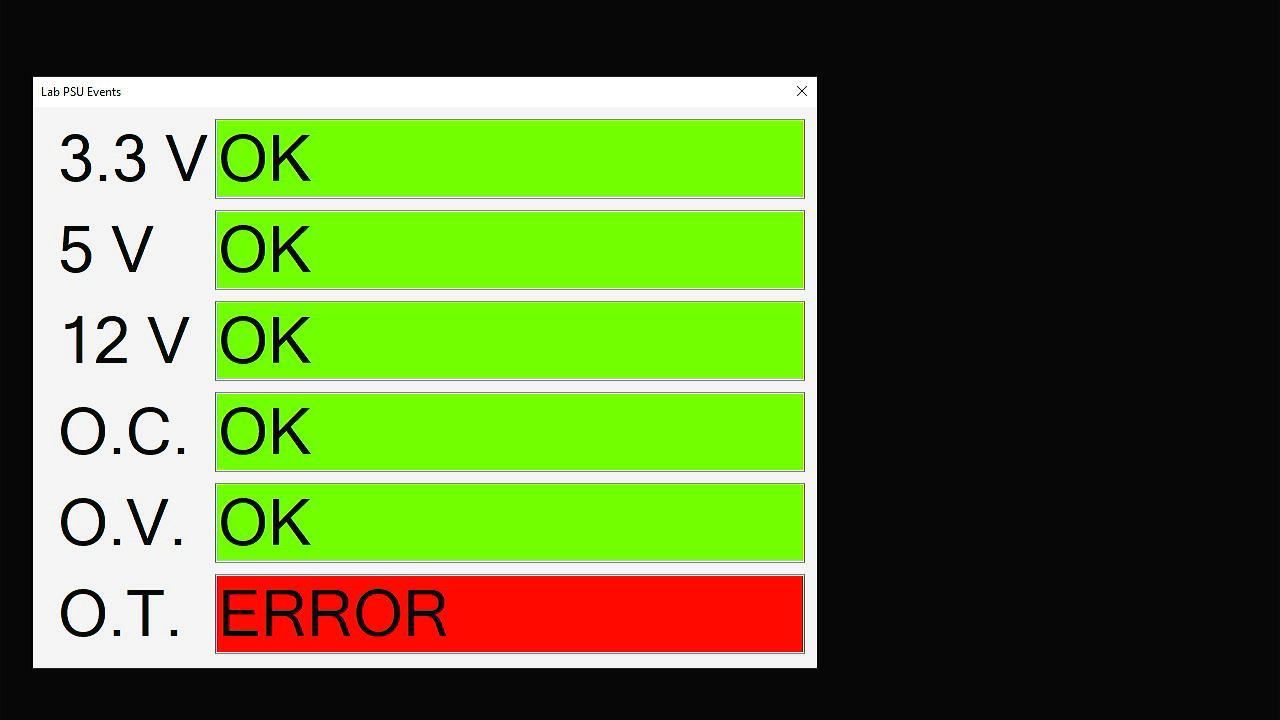 Lab PSU Events
3.3 V OK
5 V OK
12 V OK
O.C. OK
O.V. OK
O.T. ERROR